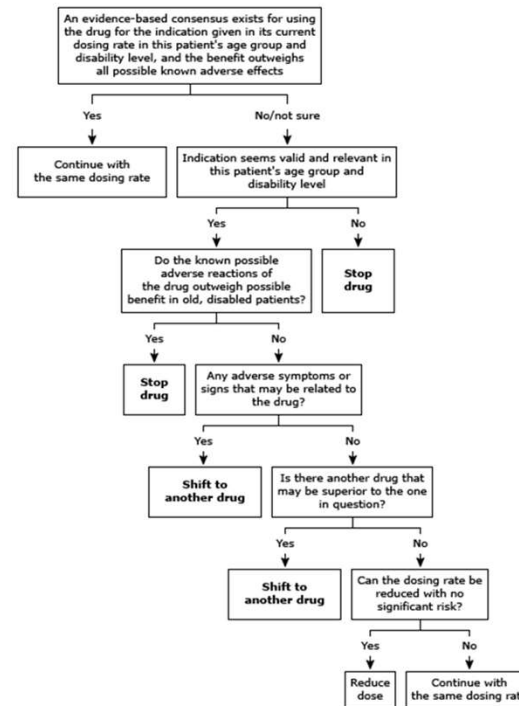 An evidence-based consensus exists for using
the drug for the indication given in its current
dosing rate in this patient's age group and
disability level, and the benefit outweighs
all possible known adverse effects
Yes
No/not sure
Continue with
the same dosing rate
Indication seems valid and relevant in
this patient's age group and
disability level
Yes
No
Do the known possible
adverse reactions of
the drug outweigh possible
benefit in old, disabled patients?
Stop
drug
Yes
No
Stop
drug
Any adverse symptoms or
signs that may be related to
the drug?
Yes
No
Shift to
another drug
Is there another drug that
may be superior to the one
in question?
Yes
No
Shift to
another drug
Can the dosing rate be
reduced with no
significant risk?
Yes
No
Reduce
dose
Continue with
the same dosing rate